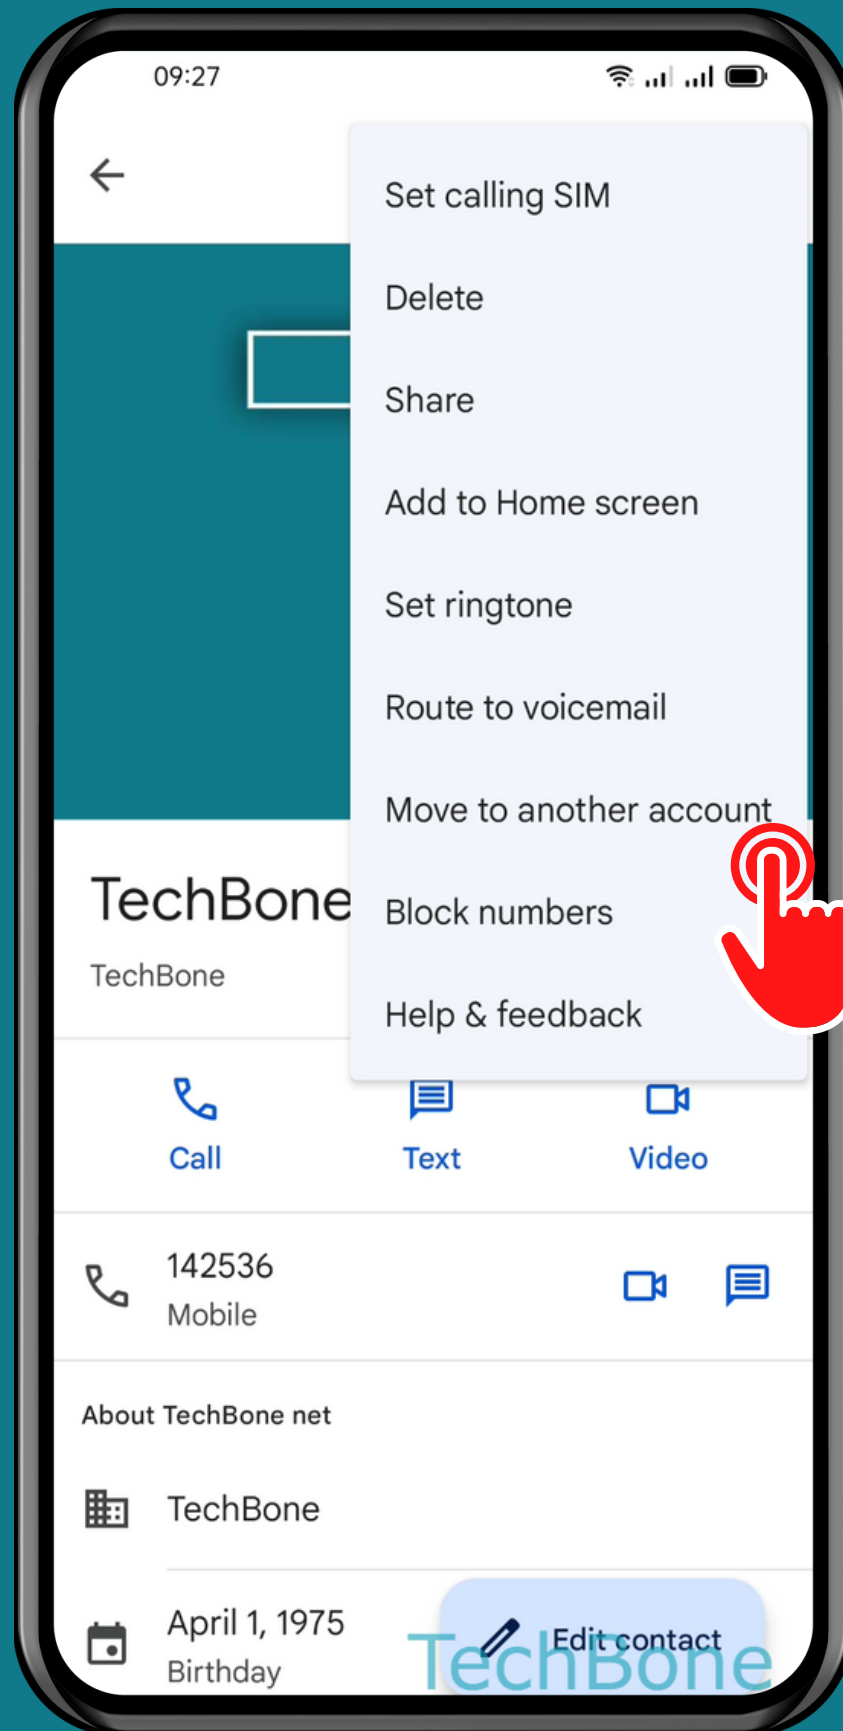 09:27
Set calling SIM
Delete
Share
Add to Home screen
Set ringtone
Route to voicemail
Move to another account
Block numbers
Help & feedback
TechBone
TechBone
Call
Text
Video
142536
Mobile
About TechBone net
TechBone
April 1, 1975
Birthday
Edit contact
TechBone